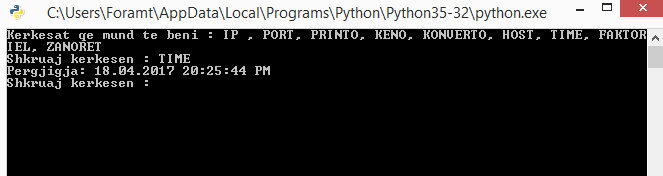 C:\Users\Foramt\AppData\Local\Programs\Python\Python35-32\python.exe
Kerkesat qe mund te beni : IP , PORT, PRINTO, KENO, KONUERTO, HOST, TIME, FAKTOR
IEL, ZANORET
Shkruaj kerkesen : TIME
Pergjigja: 18.04.2017 20:25:44 PM
Shkruaj kerkesen :